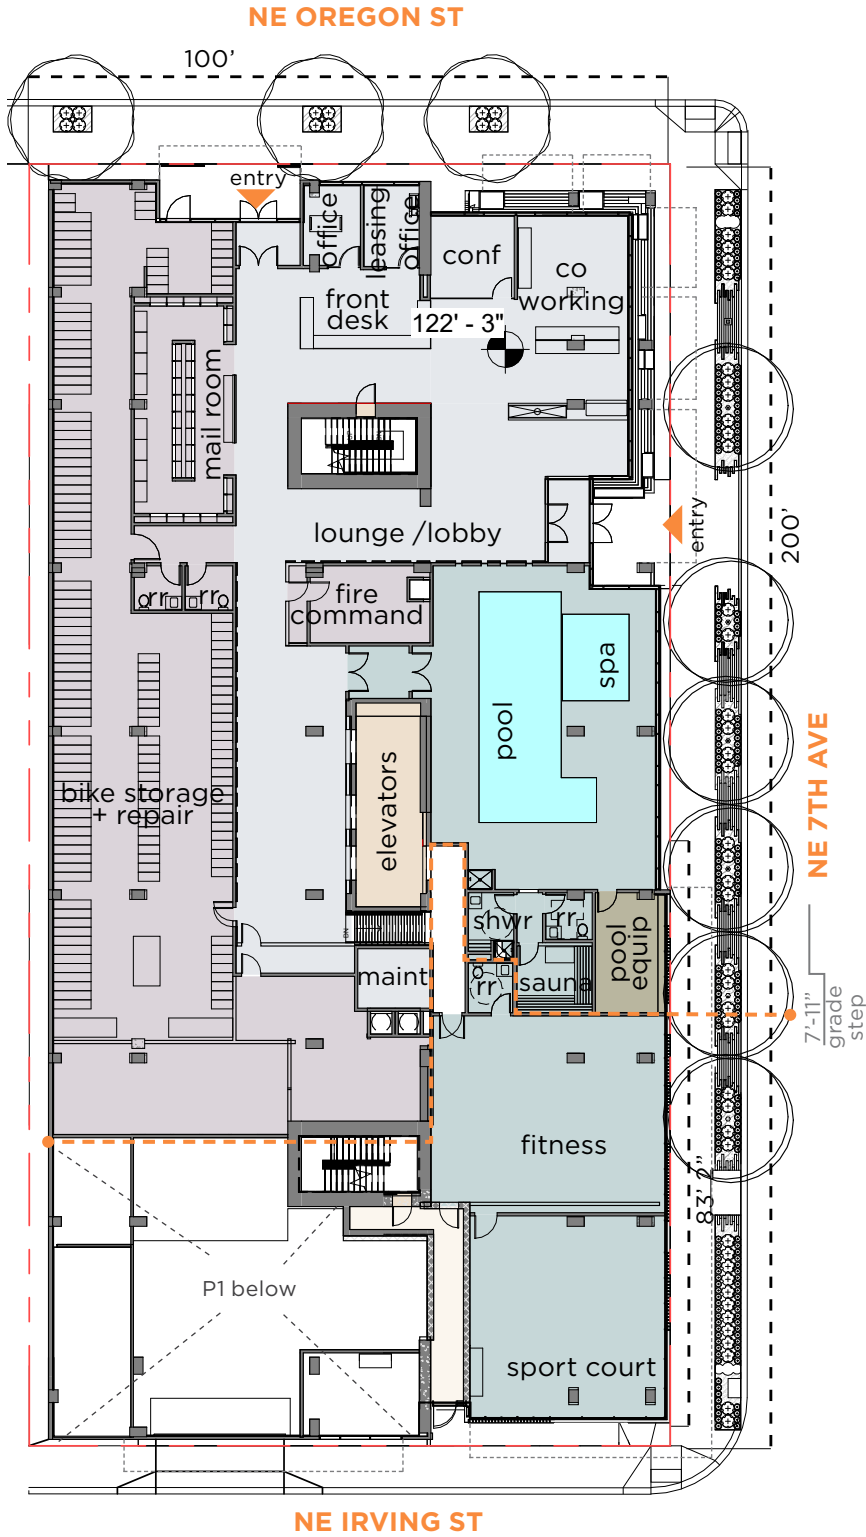 NE OREGON ST
100'
entry
office
leasing
office
conf
co
working
front
desk
122' - 3"
mail room
lounge /lobby
entry
200'
rr
rr
fire
command
spa
pool
NE 7TH AVE
elevators
bike storage
+ repair
shwr
rr
pool
equip
DN
maint
rr
sauna
7'-11"
grade
step
fitness
83' 2"
P1 below
sport court
NE IRVING ST